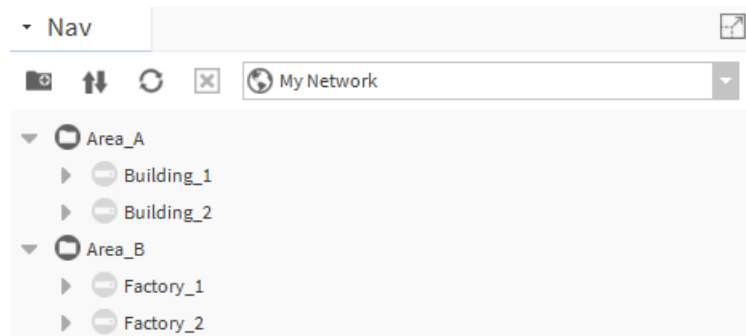 Nav
My Network
Area_A
Building_1
Building_2
Area_B
Factory_1
Factory_2